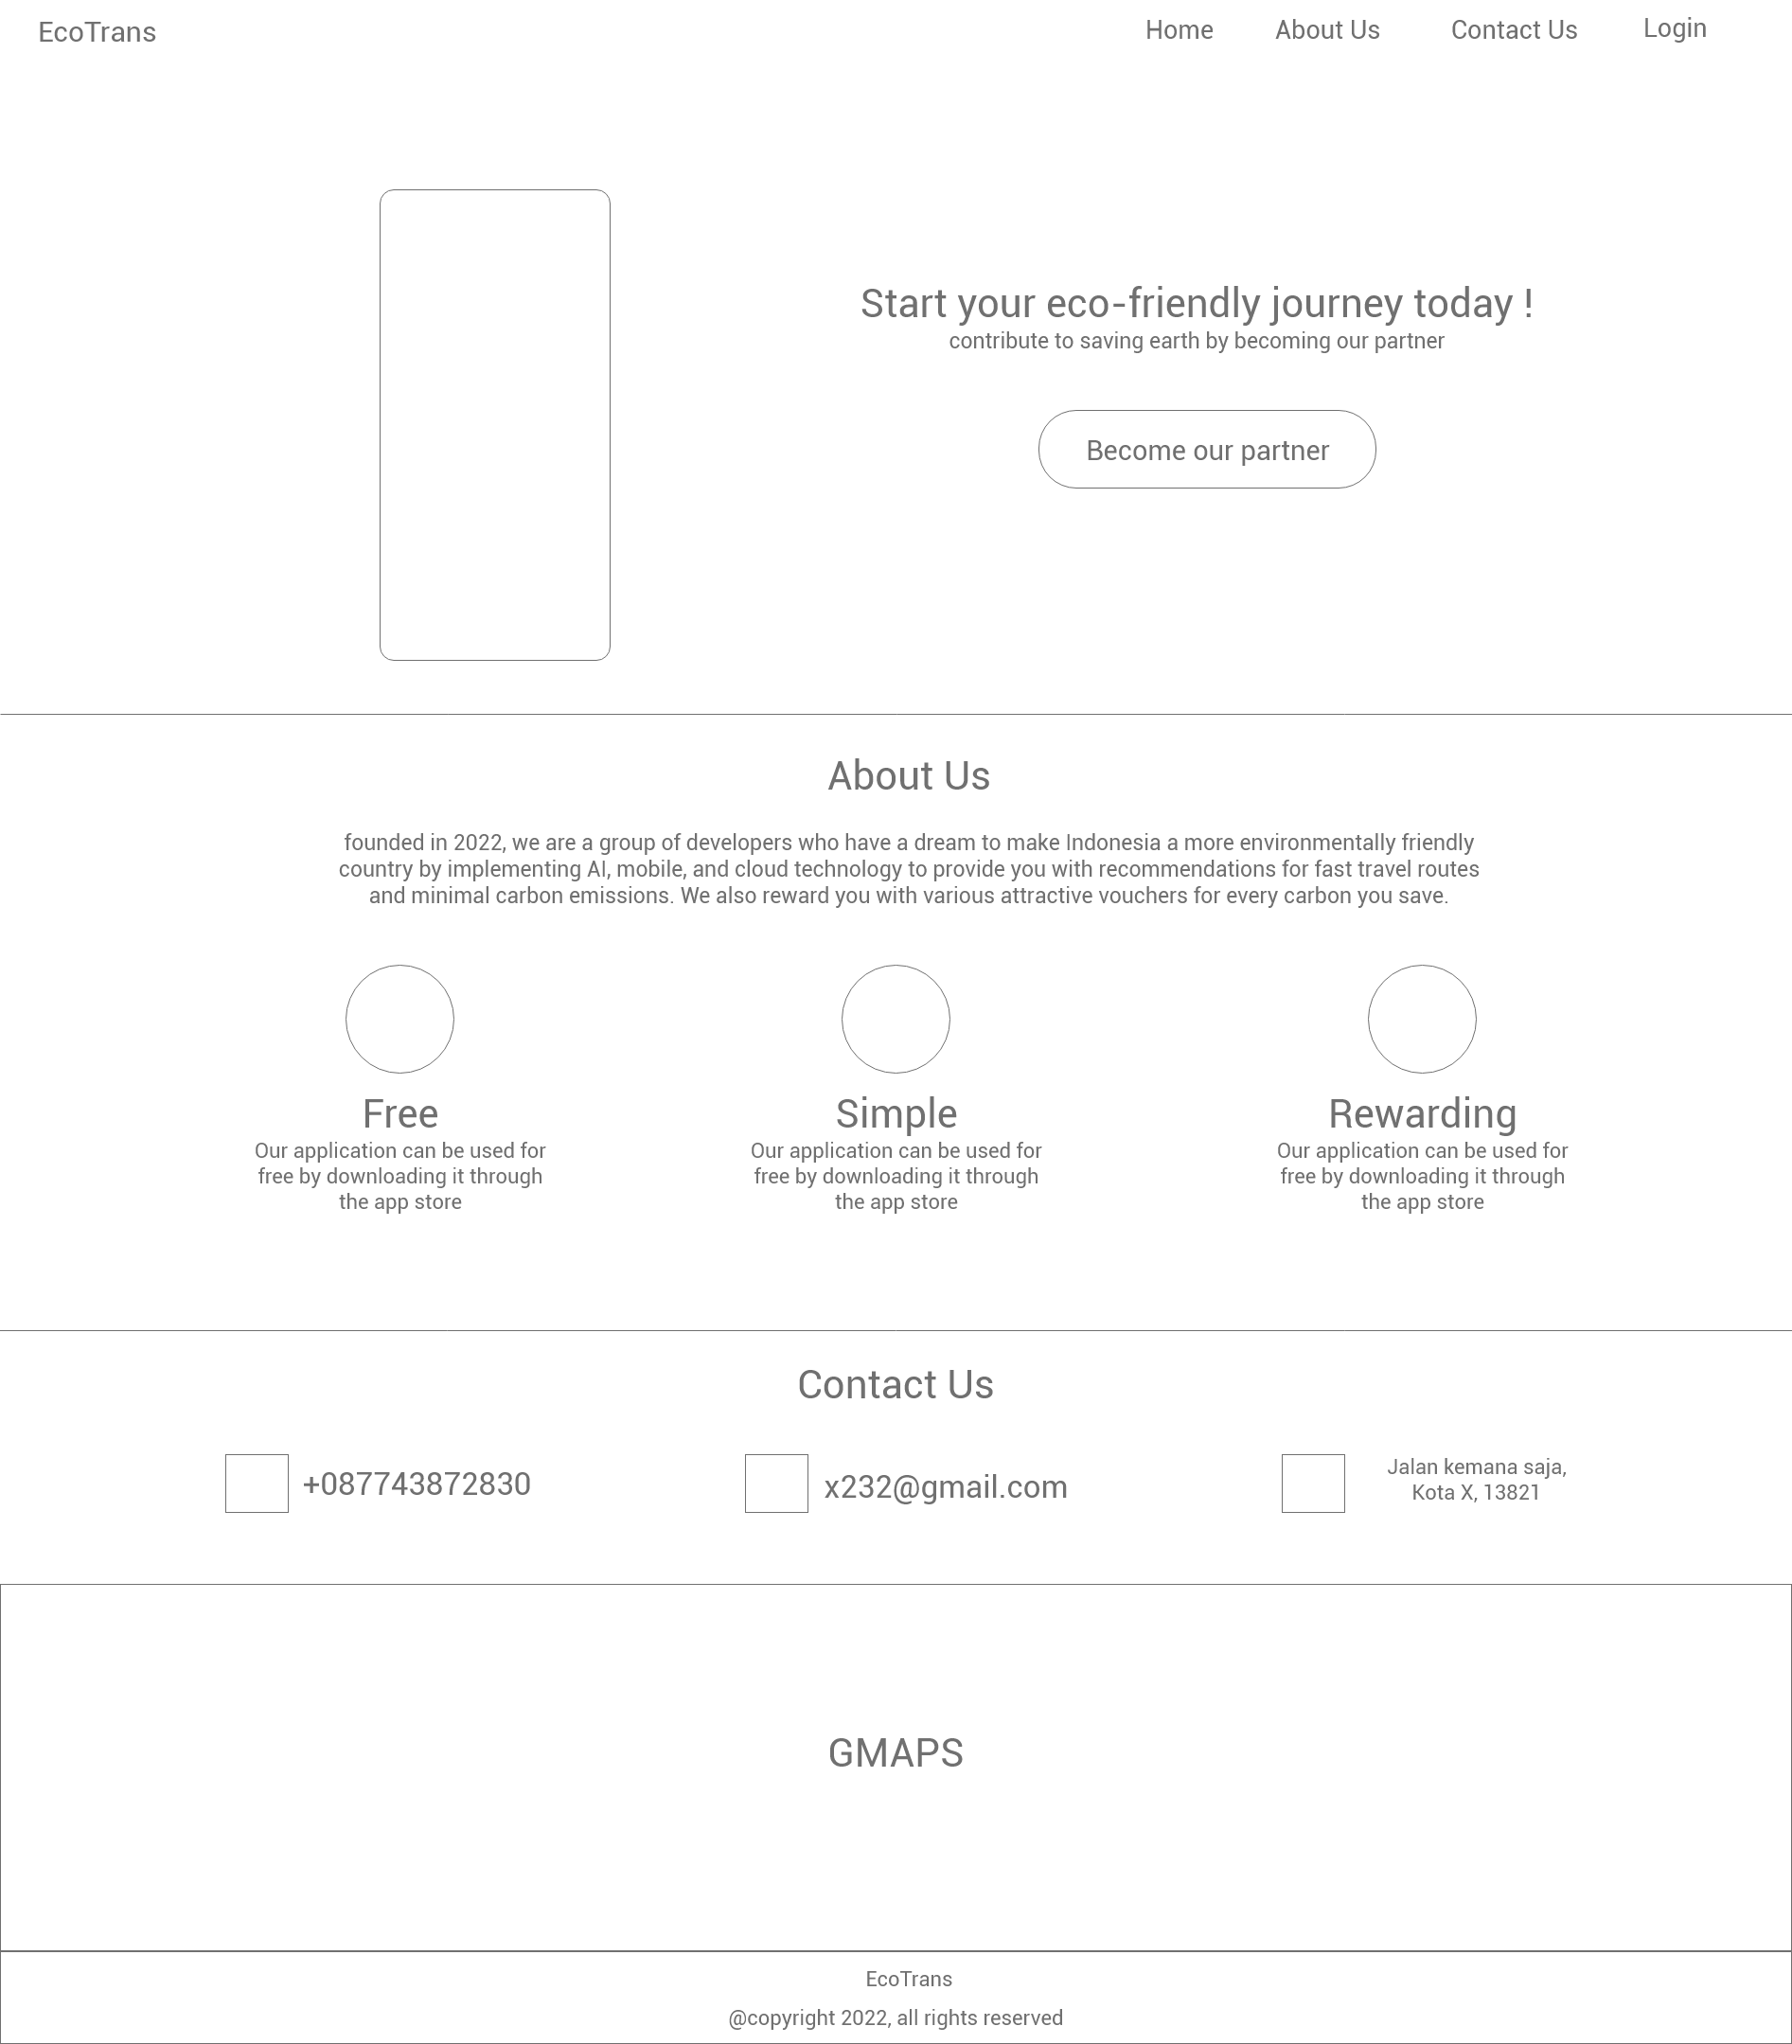 EcoTrans
Home
About Us
Contact Us
Login
Start your eco-friendly journey today !
contribute to saving earth by becoming our partner
Become our partner
About Us
founded in 2022, we are a group of developers who have a dream to make Indonesia a more environmentally friendly
country by implementing AI, mobile, and cloud technology to provide you with recommendations for fast travel routes
and minimal carbon emissions. We also reward you with various attractive vouchers for every carbon you save.
Free
Our application can be used for
free by downloading it through
the app store
Simple
Our application can be used for
free by downloading it through
the app store
Rewarding
Our application can be used for
free by downloading it through
the app store
Contact Us
+087743872830
x232@gmail.com
Jalan kemana saja,
Kota X, 13821
GMAPS
EcoTrans
@copyright 2022, all rights reserved